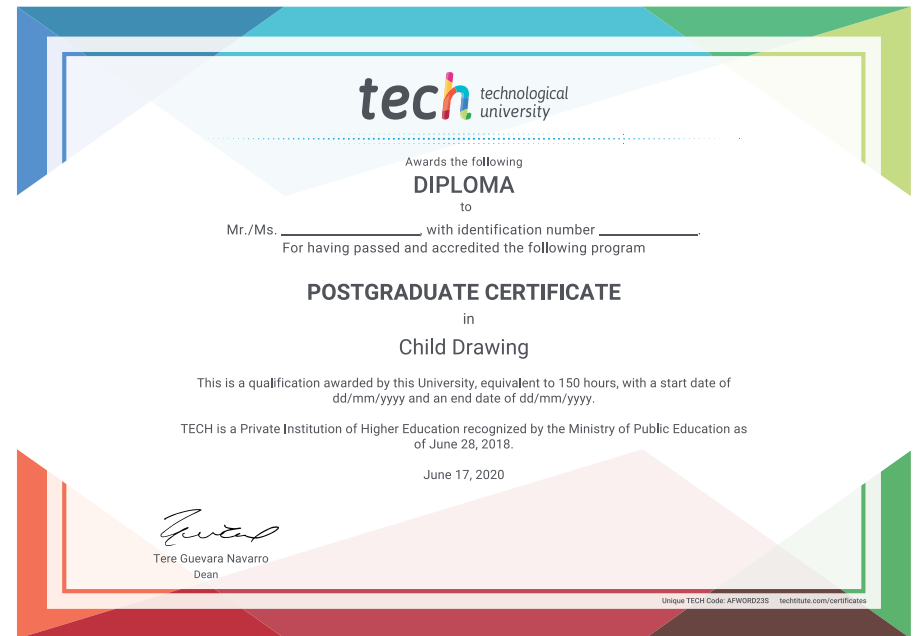 tech technological
university
Awards the following
DIPLOMA
to
Mr./Ms. ____________, with identification number ____________.
For having passed and accredited the following program
POSTGRADUATE CERTIFICATE
in
Child Drawing
This is a qualification awarded by this University, equivalent to 150 hours, with a start date of
dd/mm/yyyy and an end date of dd/mm/yyyy.
TECH is a Private Institution of Higher Education recognized by the Ministry of Public Education as
of June 28, 2018.
June 17, 2020
Tere Guevara Navarro
Dean
Unique TECH Code: AFWORD23S techtitute.com/certificates